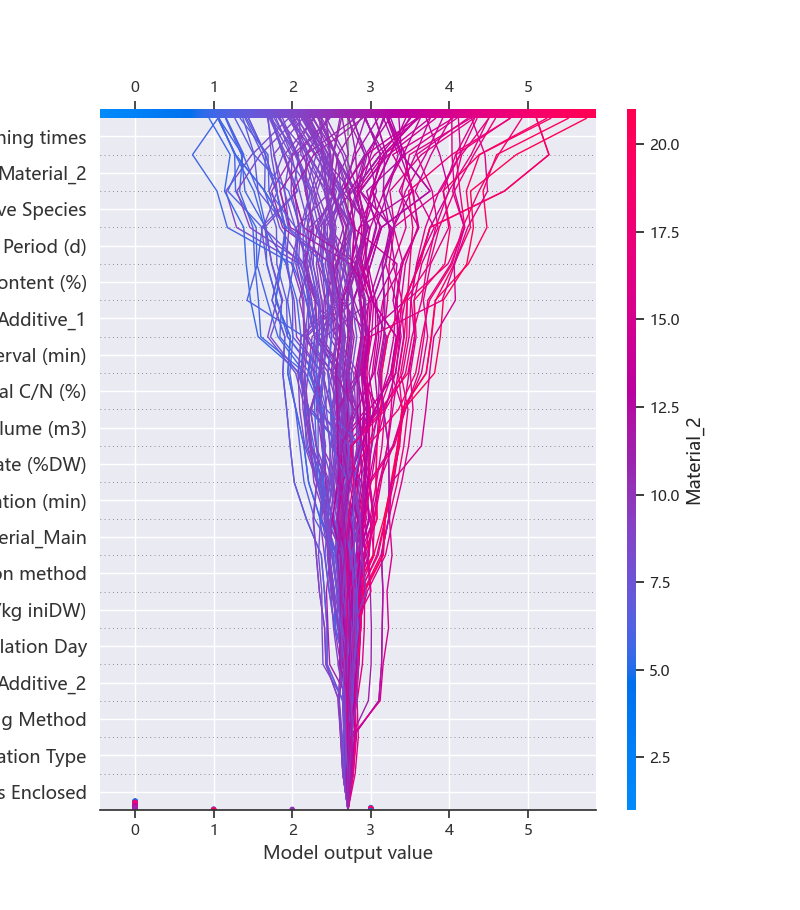 0 1 2 3 4 5
ning times
Material_2
ve Species
Period (d)
ontent (%)
Additive_1
erval (min)
al C/N (%)
lume (m3)
ate (%DW)
ation (min)
erial_Main
on method
/kg iniDW)
lation Day
Additive_2
g Method
ation Type
s Enclosed
0 1 2 3 4 5
Model output value
20.0
17.5
15.0
12.5
10.0
7.5
5.0
2.5
Material_2